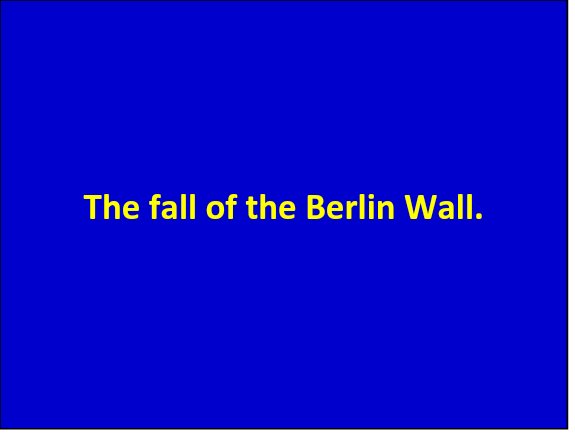 The fall of the Berlin Wall.